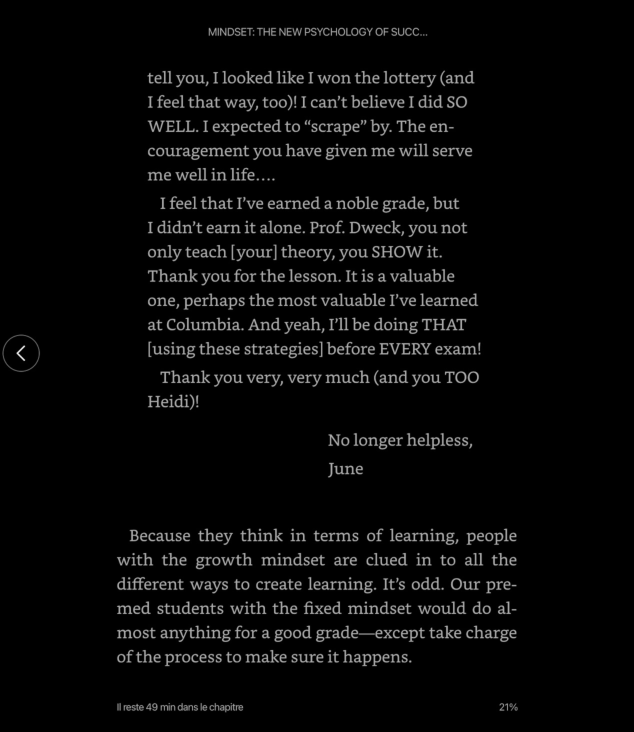 MINDSET: THE NEW PSYCHOLOGY OF SUCC...
tell you, I looked like I won the lottery (and
I feel that way, too)! I can’t believe I did SO
WELL. I expected to “scrape” by. The en-
couragement you have given me will serve
me well in life….
I feel that I’ve earned a noble grade, but
I didn’t earn it alone. Prof. Dweck, you not
only teach [your] theory, you SHOW it.
Thank you for the lesson. It is a valuable
one, perhaps the most valuable I’ve learned
at Columbia. And yeah, I’ll be doing THAT
[using these strategies] before EVERY exam!
Thank you very, very much (and you TOO
Heidi)!
No longer helpless,
June
Because they think in terms of learning, people
with the growth mindset are clued in to all the
different ways to create learning. It’s odd. Our pre-
med students with the fixed mindset would do al-
most anything for a good grade—except take charge
of the process to make sure it happens.
Il reste 49 min dans le chapitre 21%